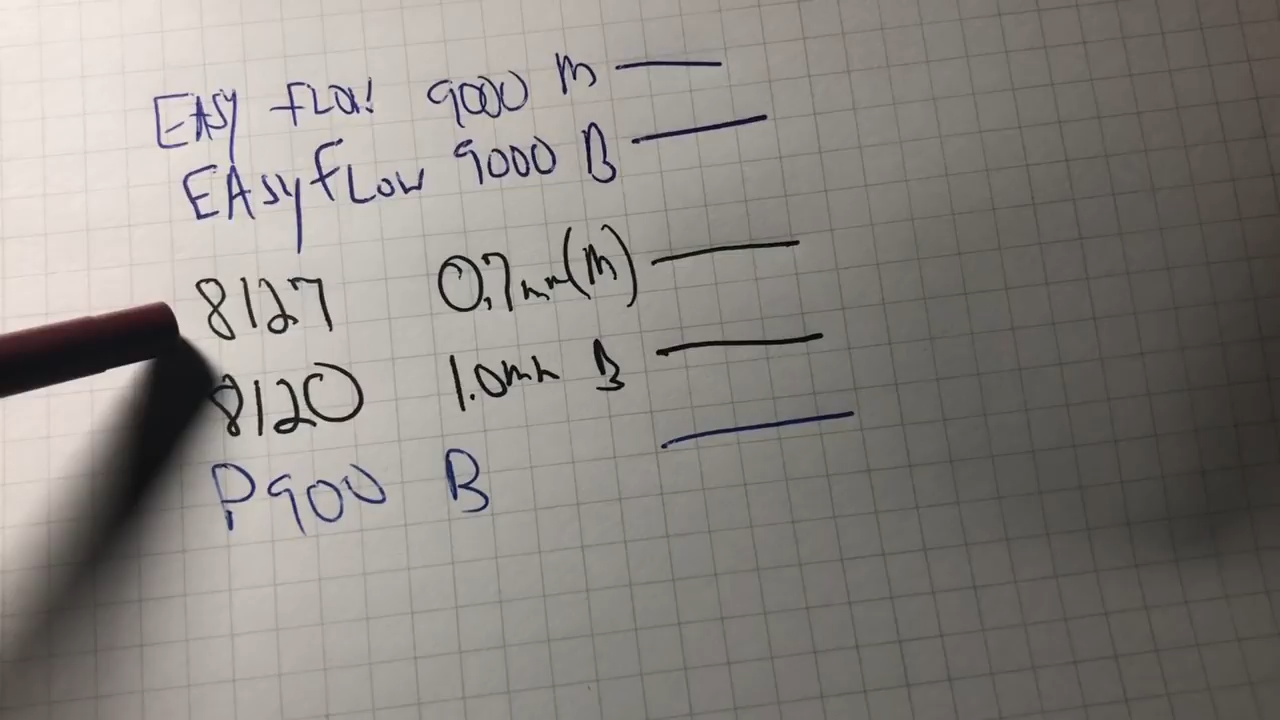 EASY FLOW 9000 M
EASYFLOW 9000 B
8127 0.7mm(M)
8120 1.0mm B
P900 B